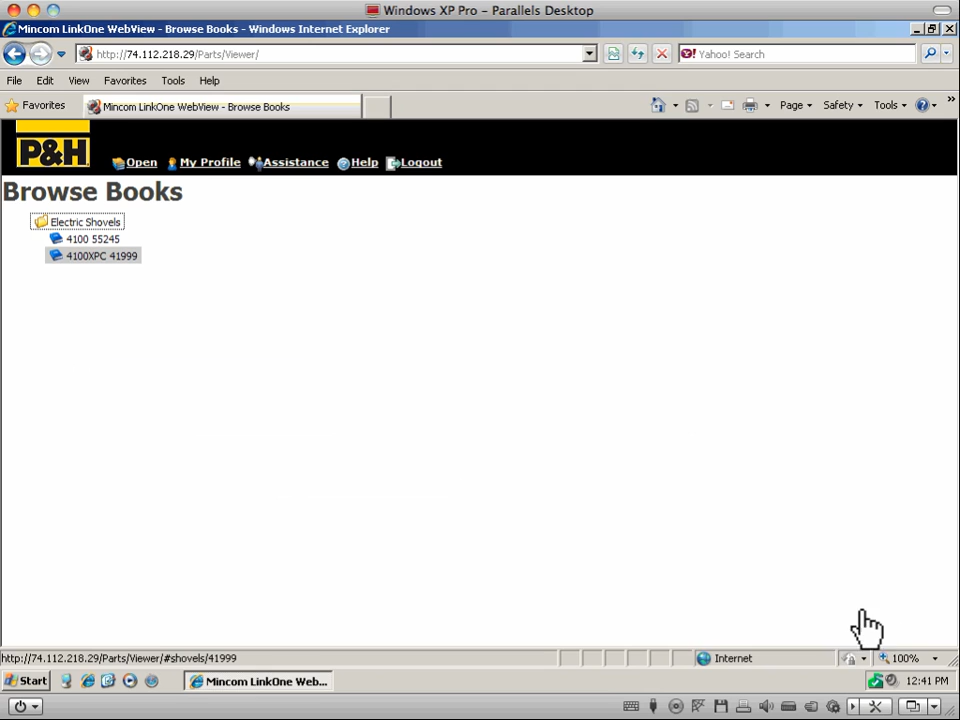 Windows XP Pro - Parallels Desktop
Mincom LinkOne WebView - Browse Books - Windows Internet Explorer
http://74.112.218.29/Parts/Viewer/
Yahoo! Search
File Edit View Favorites Tools Help
Favorites Mincom LinkOne WebView - Browse Books Page Safety Tools »
P&H
Open My Profile Assistance Help Logout
Browse Books
Electric Shovels
4100 55245
4100XPC 41999
http://74.112.218.29/Parts/Viewer/#shovels/41999 Internet 100%
Start Mincom LinkOne Web... 12:41 PM